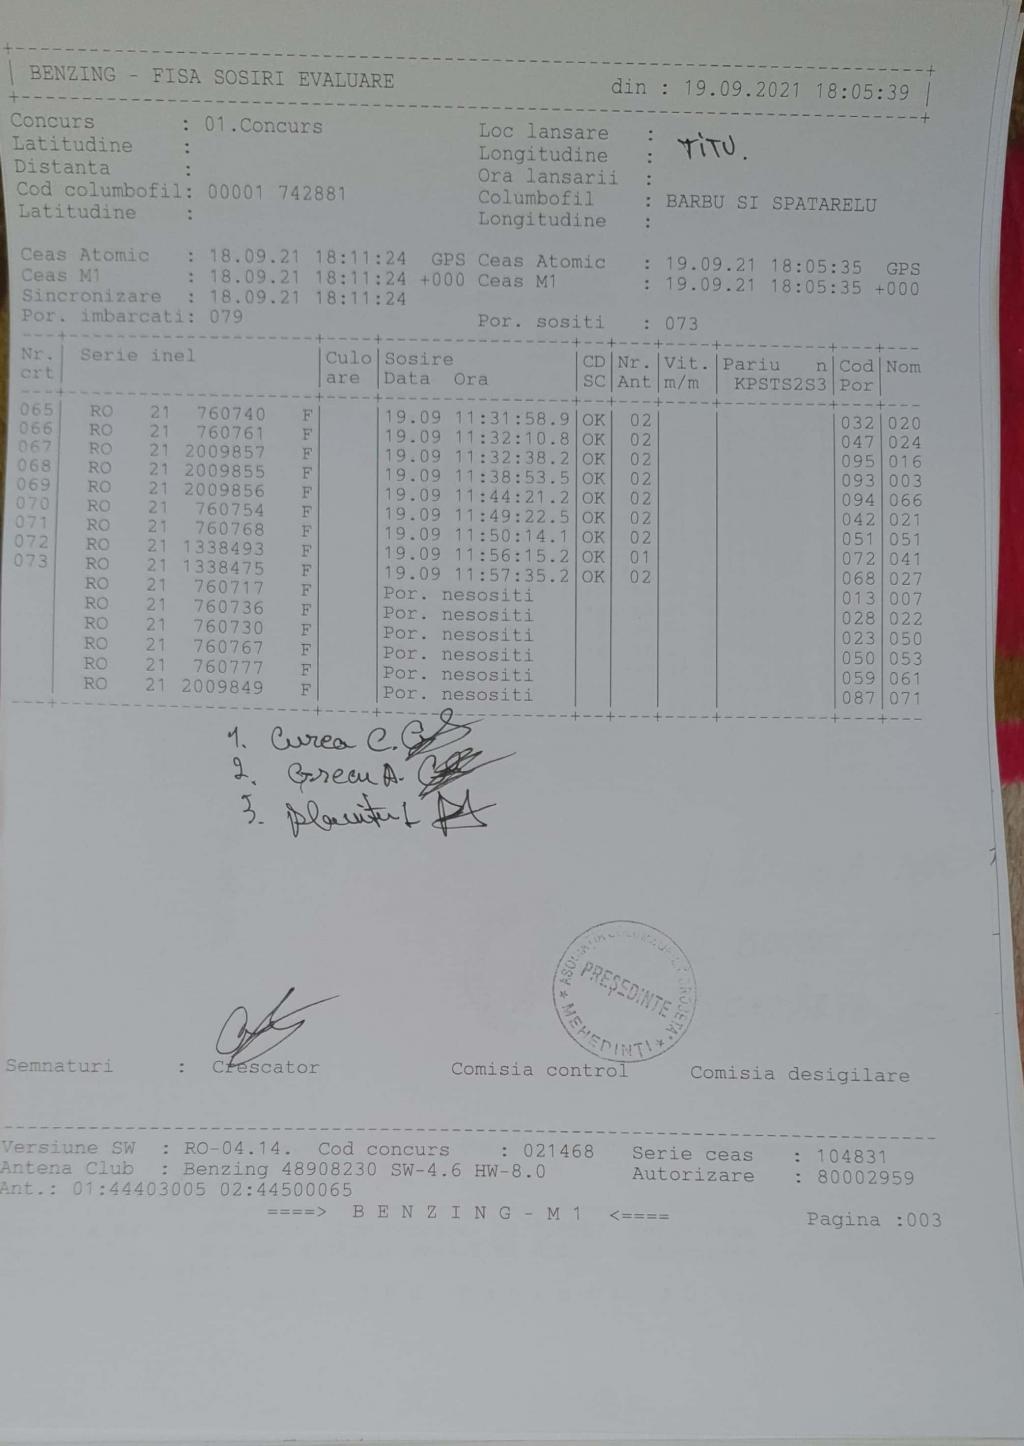 BENZING - FISA SOSIRI EVALUARE din : 19.09.2021 18:05:39
Concurs : 01.Concurs Loc lansare : TITU.
Latitudine : Longitudine :
Distanta : Ora lansarii :
Cod columbofil: 00001 742881 Columbofil : BARBU SI SPATARELU
Latitudine : Longitudine :
Ceas Atomic : 18.09.21 18:11:24 GPS Ceas Atomic : 19.09.21 18:05:35 GPS
Ceas M1 : 18.09.21 18:11:24 +000 Ceas M1 : 19.09.21 18:05:35 +000
Sincronizare : 18.09.21 18:11:24
Por. imbarcati: 079 Por. sositi : 073
Nr. Serie inel Culo Sosire CD Nr. Vit. Pariu n Cod Nom
crt are Data Ora SC Ant m/m KPSTS2S3 Por
065 RO 21 760740 F 19.09 11:31:58.9 OK 02 032 020
066 RO 21 760761 F 19.09 11:32:10.8 OK 02 047 024
067 RO 21 2009857 F 19.09 11:32:38.2 OK 02 095 016
068 RO 21 2009855 F 19.09 11:38:53.5 OK 02 093 003
069 RO 21 2009856 F 19.09 11:44:21.2 OK 02 094 066
070 RO 21 760754 F 19.09 11:49:22.5 OK 02 042 021
071 RO 21 760768 F 19.09 11:50:14.1 OK 02 051 051
072 RO 21 1338493 F 19.09 11:56:15.2 OK 01 072 041
073 RO 21 1338475 F 19.09 11:57:35.2 OK 02 068 027
RO 21 760717 F Por. nesositi 013 007
RO 21 760736 F Por. nesositi 028 022
RO 21 760730 F Por. nesositi 023 050
RO 21 760767 F Por. nesositi 050 053
RO 21 760777 F Por. nesositi 059 061
RO 21 2009849 F Por. nesositi 087 071
1. Curea C.
2. Grecu A.
3.
PREŞEDINTE
MEHEDINTI
Semnaturi : Crescator Comisia control Comisia desigilare
Versiune SW : RO-04.14. Cod concurs : 021468 Serie ceas : 104831
Antena Club : Benzing 48908230 SW-4.6 HW-8.0 Autorizare : 80002959
Ant.: 01:44403005 02:44500065
====> B E N Z I N G - M 1 <==== Pagina :003